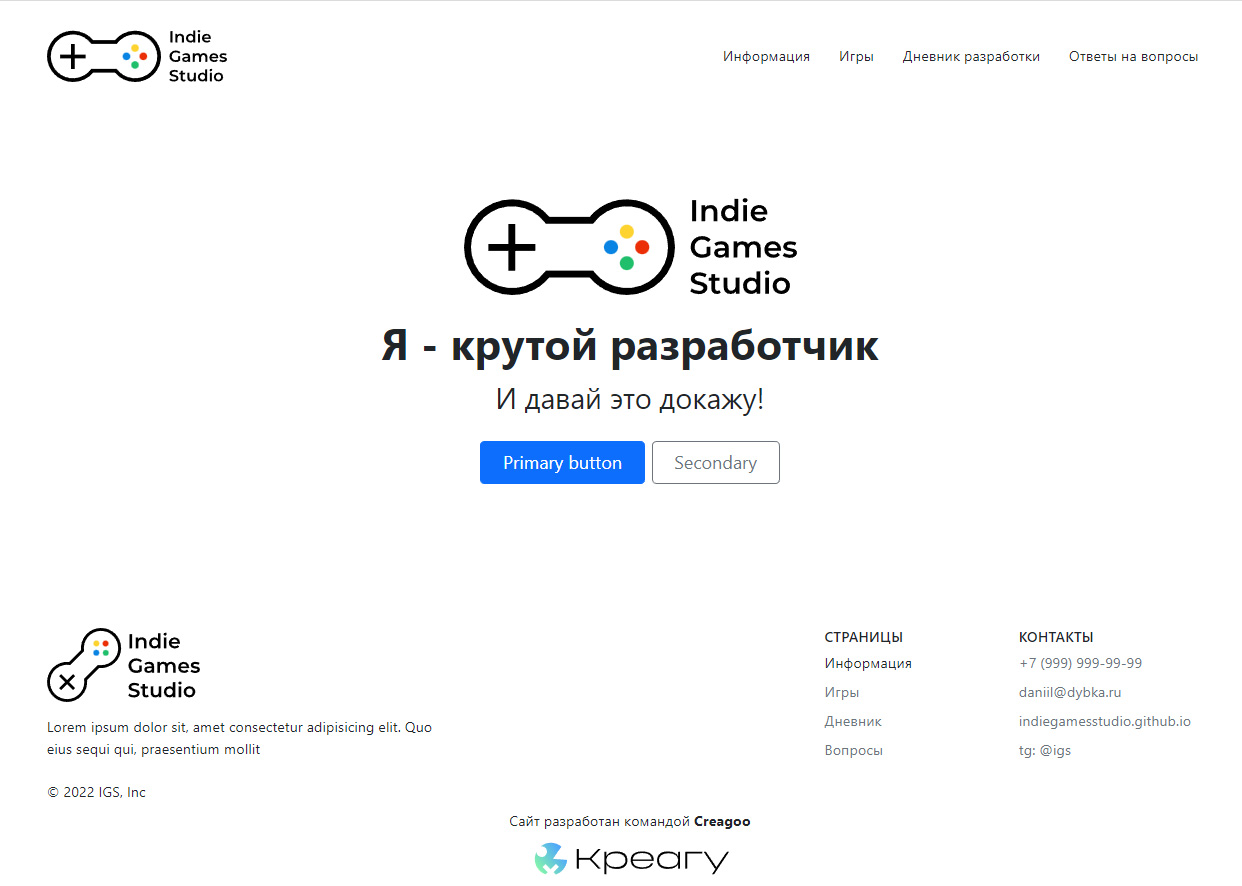 Indie
Games
Studio
Информация Игры Дневник разработки Ответы на вопросы
Indie
Games
Studio
Я - крутой разработчик
И давай это докажу!
Primary button Secondary
Indie
Games
Studio
Lorem ipsum dolor sit, amet consectetur adipisicing elit. Quo
eius sequi qui, praesentium mollit
© 2022 IGS, Inc
СТРАНИЦЫ
Информация
Игры
Дневник
Вопросы
КОНТАКТЫ
+7 (999) 999-99-99
daniil@dybka.ru
indiegamesstudio.github.io
tg: @igs
Сайт разработан командой Creagoo
Креагу